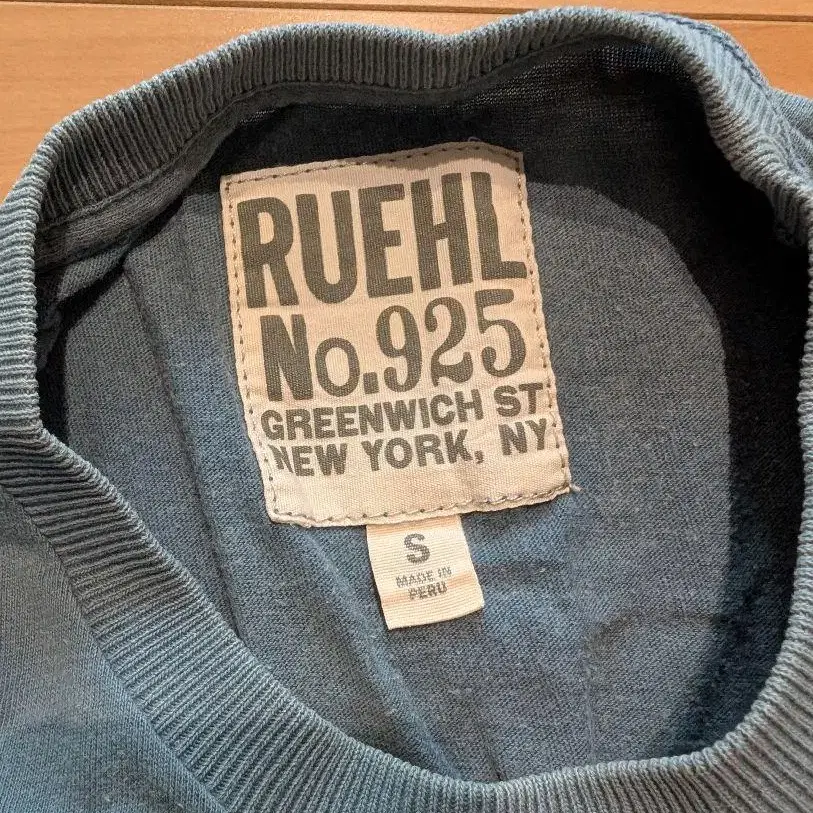 RUEHL
No.925
GREENWICH ST
NEW YORK, NY
S
MADE IN
PERU